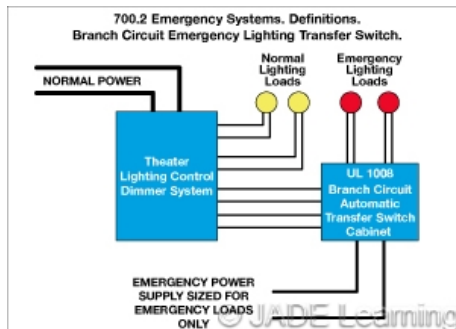 700.2 Emergency Systems. Definitions.
Branch Circuit Emergency Lighting Transfer Switch.
Normal
Lighting
Loads
Emergency
Lighting
Loads
NORMAL POWER
Theater
Lighting Control
Dimmer System
UL 1008
Branch Circuit
Automatic
Transfer Switch
Cabinet
EMERGENCY POWER
SUPPLY SIZED FOR
EMERGENCY LOADS
ONLY
© JADE Learning